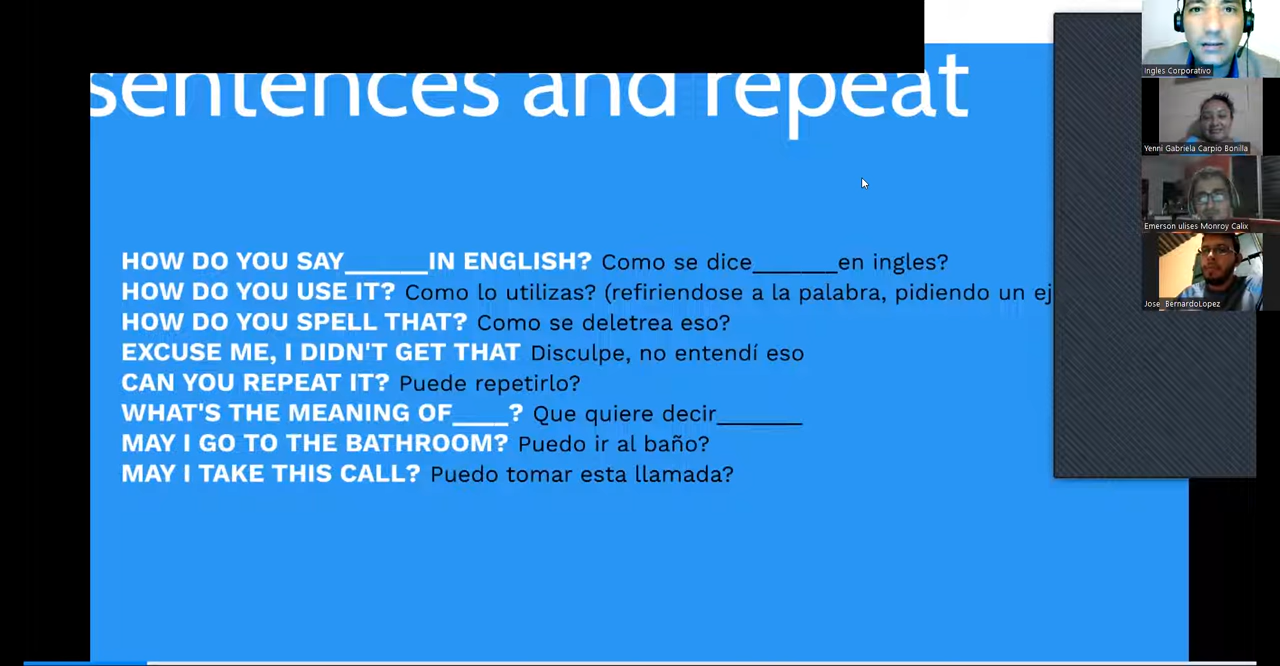 sentences and repeat
HOW DO YOU SAY______IN ENGLISH? Como se dice_______en ingles?
HOW DO YOU USE IT? Como lo utilizas? (refiriendose a la palabra, pidiendo un ej
HOW DO YOU SPELL THAT? Como se deletrea eso?
EXCUSE ME, I DIDN'T GET THAT Disculpe, no entendí eso
CAN YOU REPEAT IT? Puede repetirlo?
WHAT'S THE MEANING OF____? Que quiere decir_______
MAY I GO TO THE BATHROOM? Puedo ir al baño?
MAY I TAKE THIS CALL? Puedo tomar esta llamada?
Ingles Corporativo
Yenni Gabriela Carpio Bonilla
Emerson ulises Monroy Calix
Jose_BernardoLopez